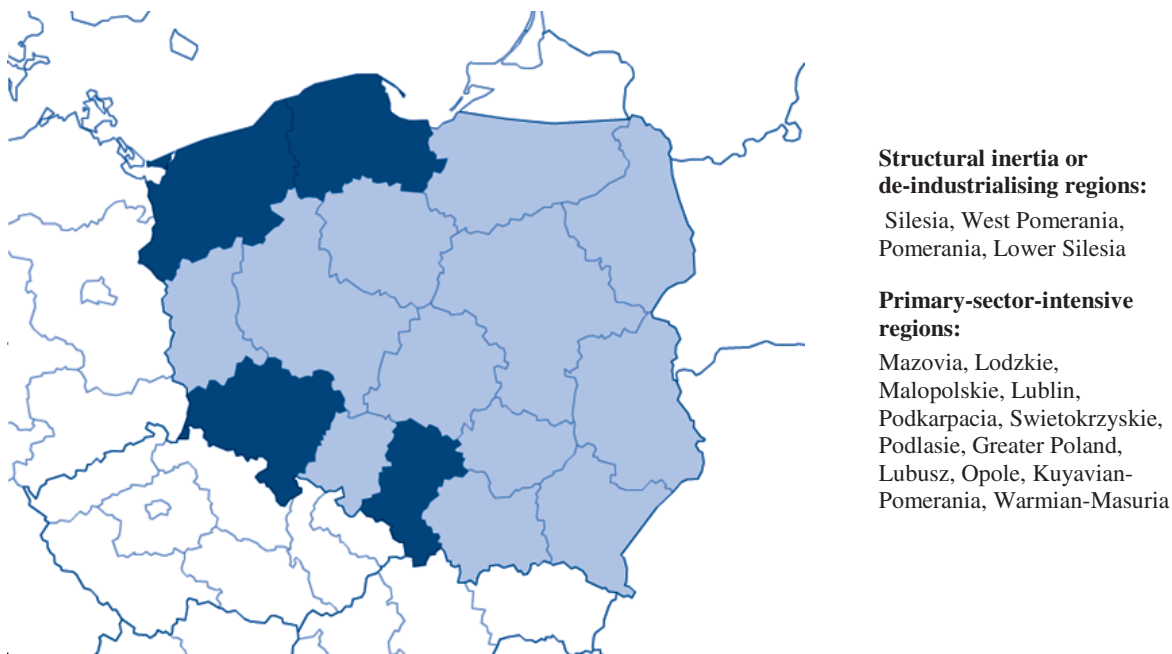 Structural inertia or
de-industrialising regions:
Silesia, West Pomerania,
Pomerania, Lower Silesia
Primary-sector-intensive
regions:
Mazovia, Lodzkie,
Malopolskie, Lublin,
Podkarpacia, Swietokrzyskie,
Podlasie, Greater Poland,
Lubusz, Opole, Kuyavian-
Pomerania, Warmian-Masuria